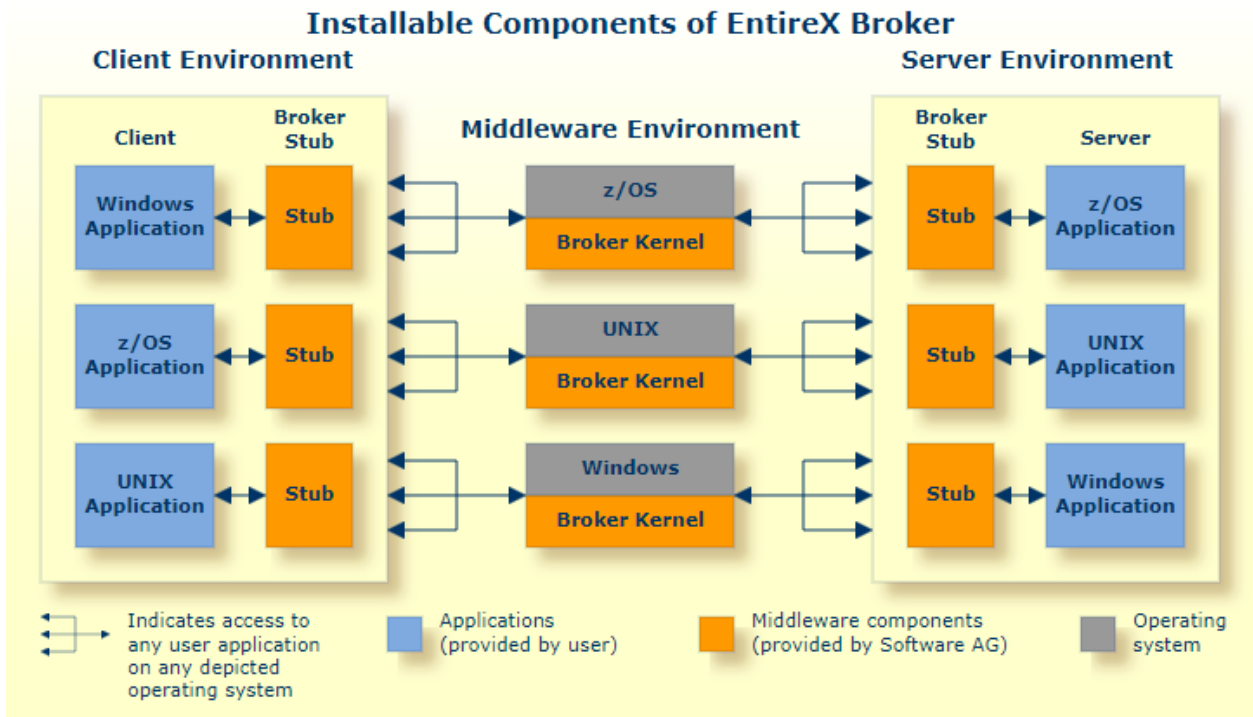 Installable Components of EntireX Broker
Client Environment
Server Environment
Middleware Environment
Client
Broker
Stub
Windows
Application
Stub
z/OS
Application
Stub
UNIX
Application
Stub
z/OS
Broker Kernel
UNIX
Broker Kernel
Windows
Broker Kernel
Broker
Stub
Server
Stub
z/OS
Application
Stub
UNIX
Application
Stub
Windows
Application
Indicates access to
any user application
on any depicted
operating system
Applications
(provided by user)
Middleware components
(provided by Software AG)
Operating
system